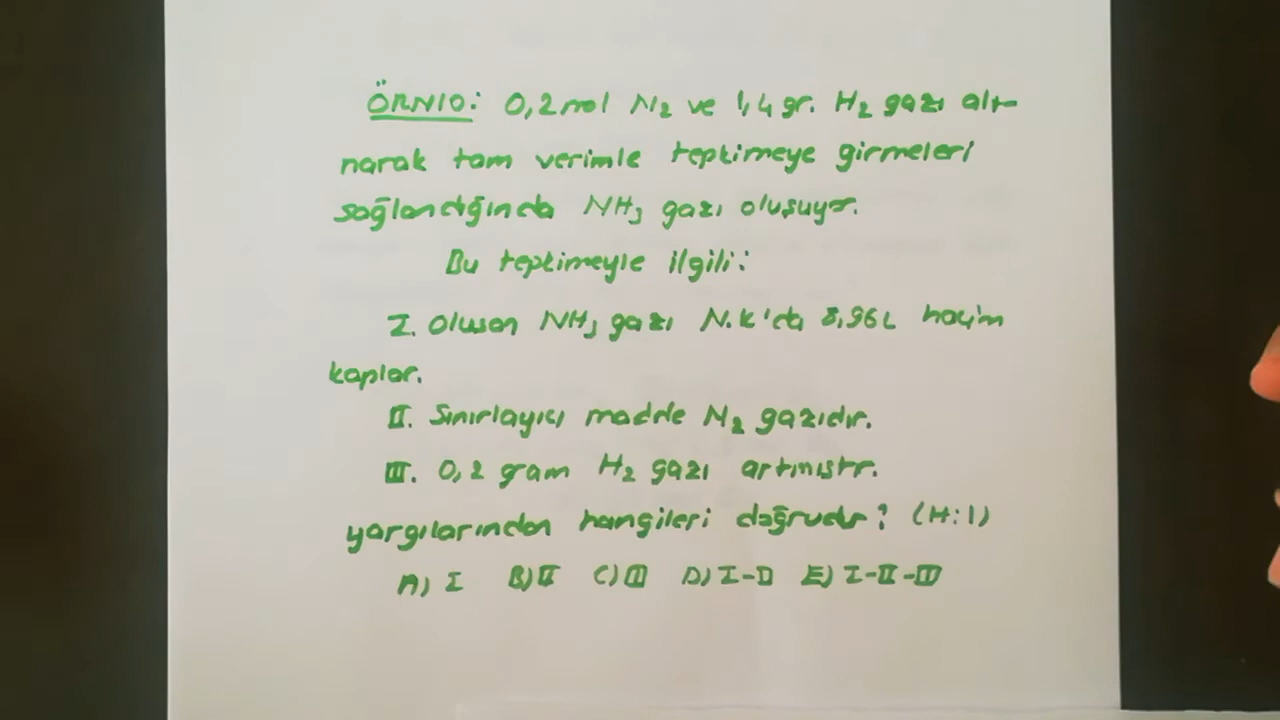 ÖRN10: 0,2 mol N₂ ve 1,4 gr. H₂ gazı alı-
narak tam verimle tepkimeye girmeleri
sağlandığında NH₃ gazı oluşuyor.
Bu tepkimeyle ilgili:
I. Oluşan NH₃ gazı N.K'da 8,96L hacim
kaplar.
II. Sınırlayıcı madde N₂ gazıdır.
III. 0,2 gram H₂ gazı artmıştır.
yargılarından hangileri doğrudur? (H:1)
A) I B) II C) III D) I-II E) I-II-III